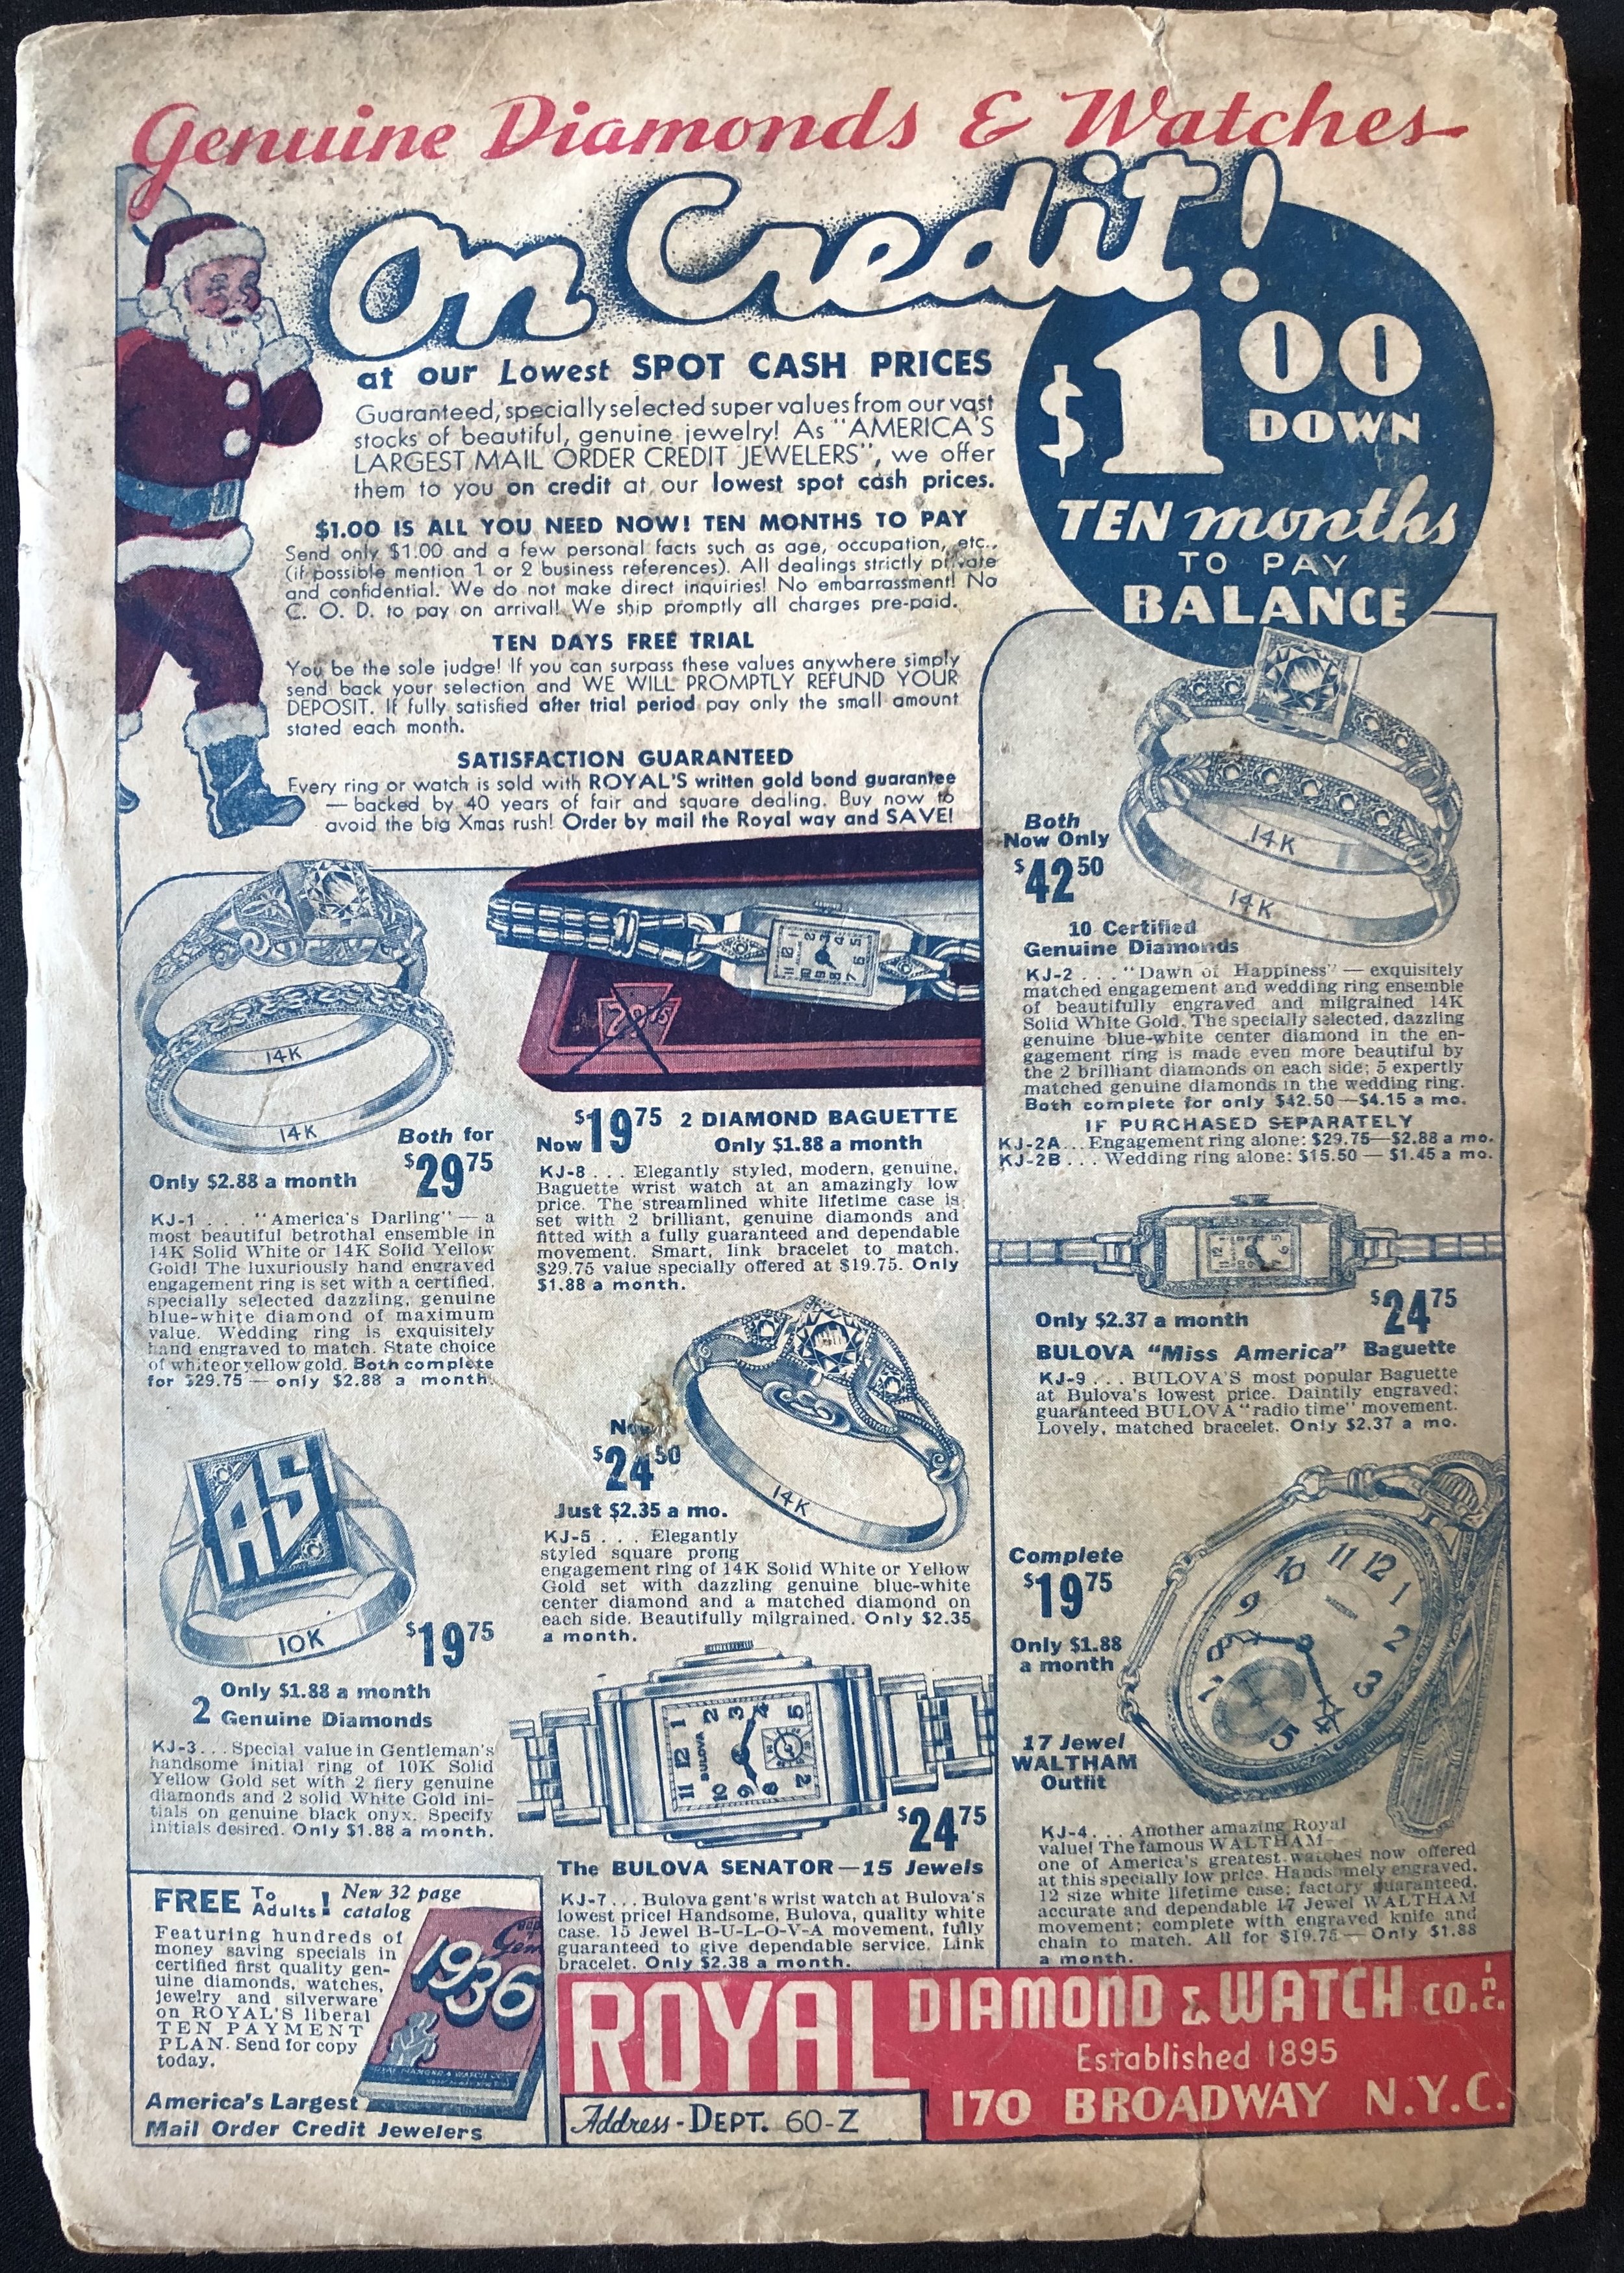 Genuine Diamonds & Watches
On Credit!
at our Lowest SPOT CASH PRICES
Guaranteed, specially selected super values from our vast
stocks of beautiful, genuine jewelry! As "AMERICA'S
LARGEST MAIL ORDER CREDIT JEWELERS", we offer
them to you on credit at our lowest spot cash prices.
$1.00 IS ALL YOU NEED NOW! TEN MONTHS TO PAY
Send only $1.00 and a few personal facts such as age, occupation, etc.,
(if possible mention 1 or 2 business references). All dealings strictly private
and confidential. We do not make direct inquiries! No embarrassment! No
C. O. D. to pay on arrival! We ship promptly all charges pre-paid.
TEN DAYS FREE TRIAL
You be the sole judge! If you can surpass these values anywhere simply
send back your selection and WE WILL PROMPTLY REFUND YOUR
DEPOSIT. If fully satisfied after trial period pay only the small amount
stated each month.
SATISFACTION GUARANTEED
Every ring or watch is sold with ROYAL'S written gold bond guarantee
— backed by 40 years of fair and square dealing. Buy now to
avoid the big Xmas rush! Order by mail the Royal way and SAVE!
$1.00
DOWN
TEN months
TO PAY
BALANCE
14K
14K
Both for
$29.75
Only $2.88 a month
KJ-1 . . . "America's Darling" — a
most beautiful betrothal ensemble in
14K Solid White or 14K Solid Yellow
Gold! The luxuriously hand engraved
engagement ring is set with a certified,
specially selected dazzling, genuine
blue-white diamond of maximum
value. Wedding ring is exquisitely
hand engraved to match. State choice
of white or yellow gold. Both complete
for $29.75 — only $2.88 a month.
AS
10K
$19.75
Only $1.88 a month
2 Genuine Diamonds
KJ-3... Special value in Gentleman's
handsome initial ring of 10K Solid
Yellow Gold set with 2 fiery genuine
diamonds and 2 solid White Gold ini-
tials on genuine black onyx. Specify
initials desired. Only $1.88 a month.
Now $19.75
2 DIAMOND BAGUETTE
Only $1.88 a month
KJ-8 . . . Elegantly styled, modern, genuine,
Baguette wrist watch at an amazingly low
price. The streamlined white lifetime case is
set with 2 brilliant, genuine diamonds and
fitted with a fully guaranteed and dependable
movement. Smart, link bracelet to match.
$29.75 value specially offered at $19.75. Only
$1.88 a month.
14K
Now
$24.50
Just $2.35 a mo.
KJ-5 . . . Elegantly
styled square prong
engagement ring of 14K Solid White or Yellow
Gold set with dazzling genuine blue-white
center diamond and a matched diamond on
each side. Beautifully milgrained. Only $2.35
a month.
BULOVA
11 12 1 2 3 4 5 7 8 9 10
$24.75
The BULOVA SENATOR—15 Jewels
KJ-7 ... Bulova gent's wrist watch at Bulova's
lowest price! Handsome, Bulova, quality white
case. 15 Jewel B-U-L-O-V-A movement, fully
guaranteed to give dependable service. Link
bracelet. Only $2.38 a month.
14K
14K
Both
Now Only
$42.50
10 Certified
Genuine Diamonds
KJ-2 . . . "Dawn of Happiness" — exquisitely
matched engagement and wedding ring ensemble
of beautifully engraved and milgrained 14K
Solid White Gold. The specially selected, dazzling
genuine blue-white center diamond in the en-
gagement ring is made even more beautiful by
the 2 brilliant diamonds on each side; 5 expertly
matched genuine diamonds in the wedding ring.
Both complete for only $42.50—$4.15 a mo.
IF PURCHASED SEPARATELY
KJ-2A... Engagement ring alone: $29.75—$2.88 a mo.
KJ-2B . . . Wedding ring alone: $15.50 — $1.45 a mo.
$24.75
Only $2.37 a month
BULOVA "Miss America" Baguette
KJ-9 . . . BULOVA'S most popular Baguette
at Bulova's lowest price. Daintily engraved;
guaranteed BULOVA "radio time" movement.
Lovely, matched bracelet. Only $2.37 a mo.
Complete
$19.75
Only $1.88
a month
17 Jewel
WALTHAM
Outfit
10 11 12 1 2 3 4 5 7 8 9
KJ-4... Another amazing Royal
value! The famous WALTHAM—
one of America's greatest watches now offered
at this specially low price. Handsomely engraved,
12 size white lifetime case; factory guaranteed,
accurate and dependable 17 Jewel WALTHAM
movement; complete with engraved knife and
chain to match. All for $19.75 — Only $1.88
a month.
FREE To Adults! New 32 page
catalog
Featuring hundreds of
money saving specials in
certified first quality gen-
uine diamonds, watches,
jewelry and silverware
on ROYAL'S liberal
TEN PAYMENT
PLAN. Send for copy
today.
1936
ROYAL DIAMOND & WATCH CO
America's Largest
Mail Order Credit Jewelers
ROYAL DIAMOND & WATCH CO. Inc.
Established 1895
170 BROADWAY N.Y.C.
Address - DEPT. 60-Z